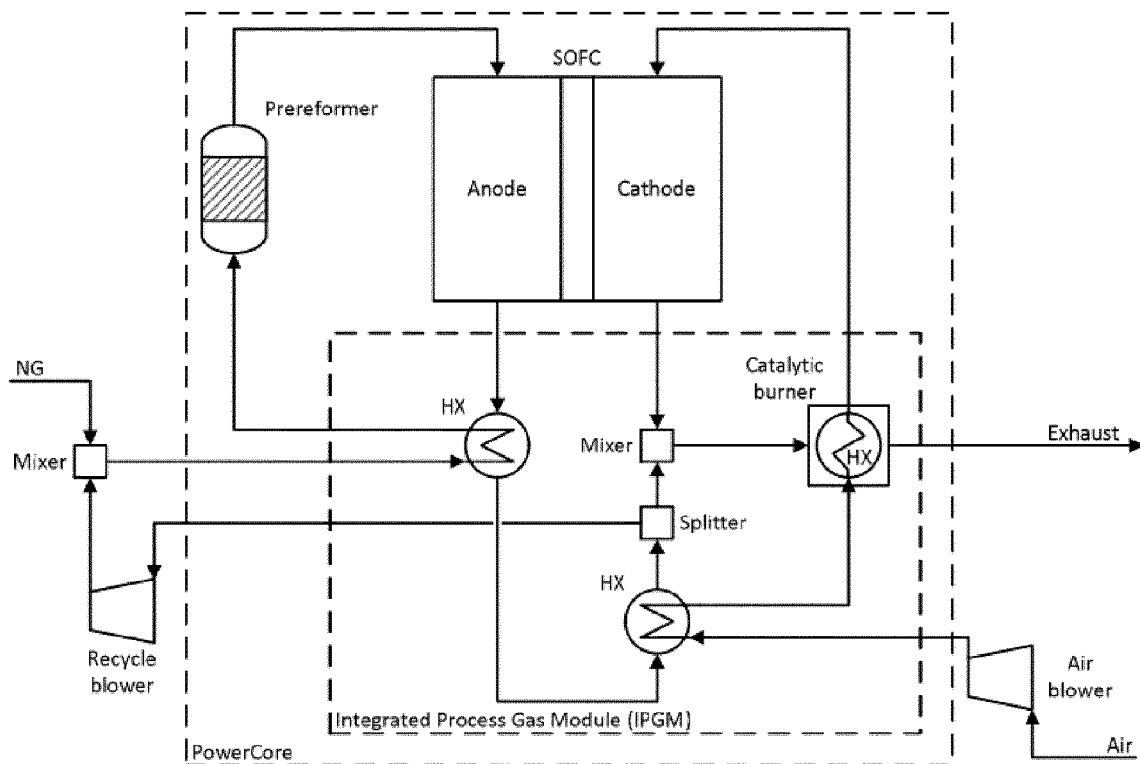 SOFC
Prereformer
Anode
Cathode
NG
HX
Catalytic
burner
Mixer
Mixer
HX
Exhaust
Splitter
HX
Recycle
blower
Air
blower
Integrated Process Gas Module (IPGM)
PowerCore
Air